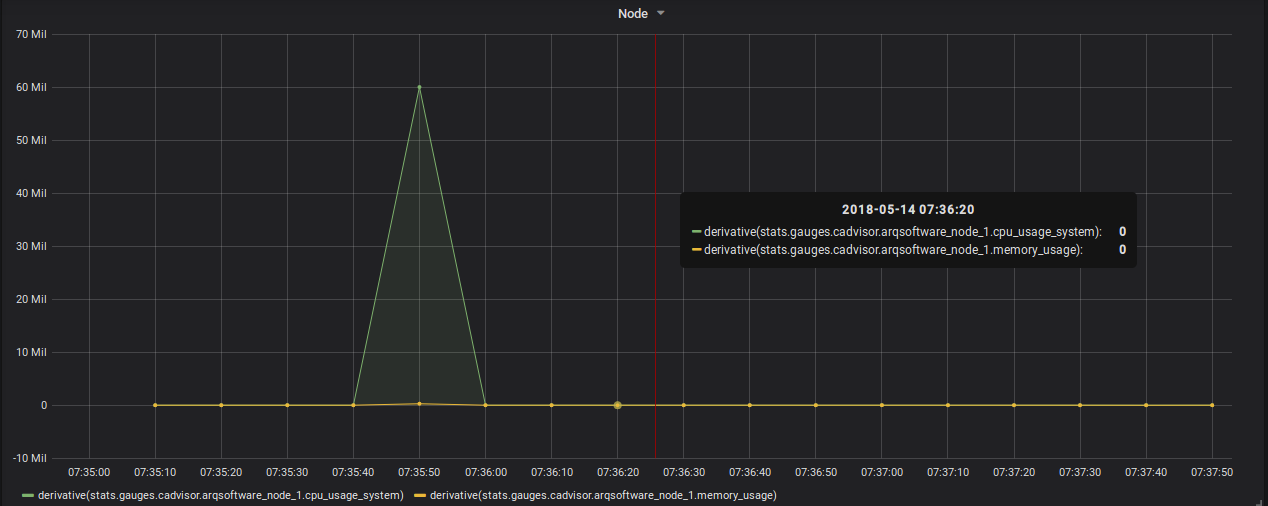 Node
70 Mil
60 Mil
50 Mil
40 Mil
30 Mil
20 Mil
10 Mil
0
-10 Mil
2018-05-14 07:36:20
derivative(stats.gauges.cadvisor.arqsoftware_node_1.cpu_usage_system): 0
derivative(stats.gauges.cadvisor.arqsoftware_node_1.memory_usage): 0
07:35:00 07:35:10 07:35:20 07:35:30 07:35:40 07:35:50 07:36:00 07:36:10 07:36:20 07:36:30 07:36:40 07:36:50 07:37:00 07:37:10 07:37:20 07:37:30 07:37:40 07:37:50
derivative(stats.gauges.cadvisor.arqsoftware_node_1.cpu_usage_system) derivative(stats.gauges.cadvisor.arqsoftware_node_1.memory_usage)